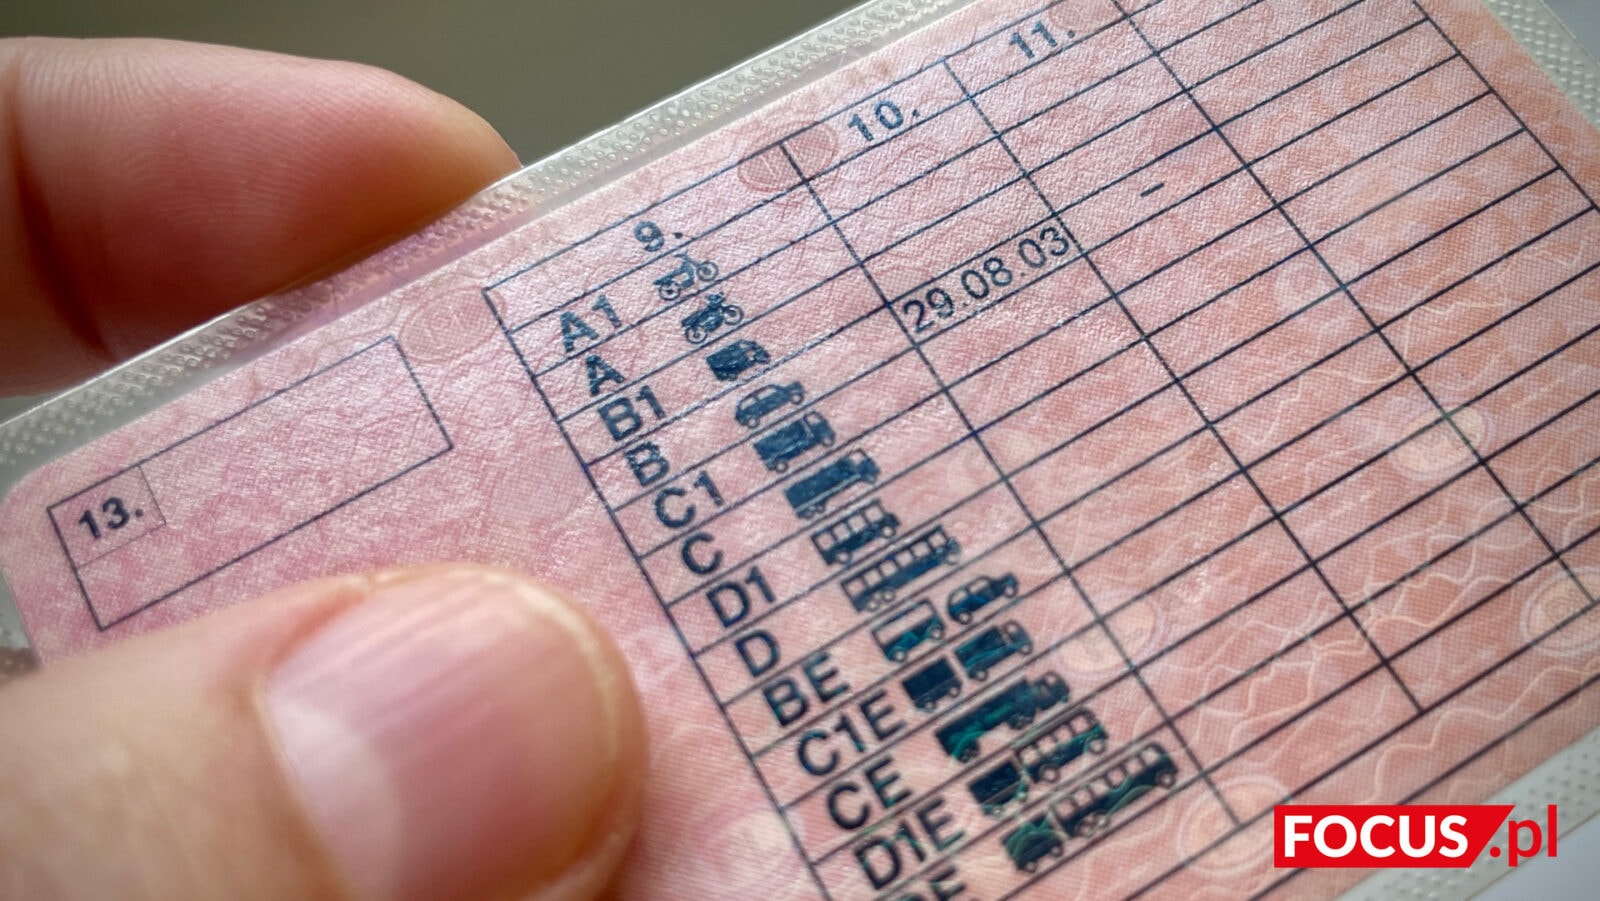 9. 10. 11.
A1
A
B1
B 29.08.03 –
C1
C
D1
D
BE
C1E
CE
D1E
13.
FOCUS.pl